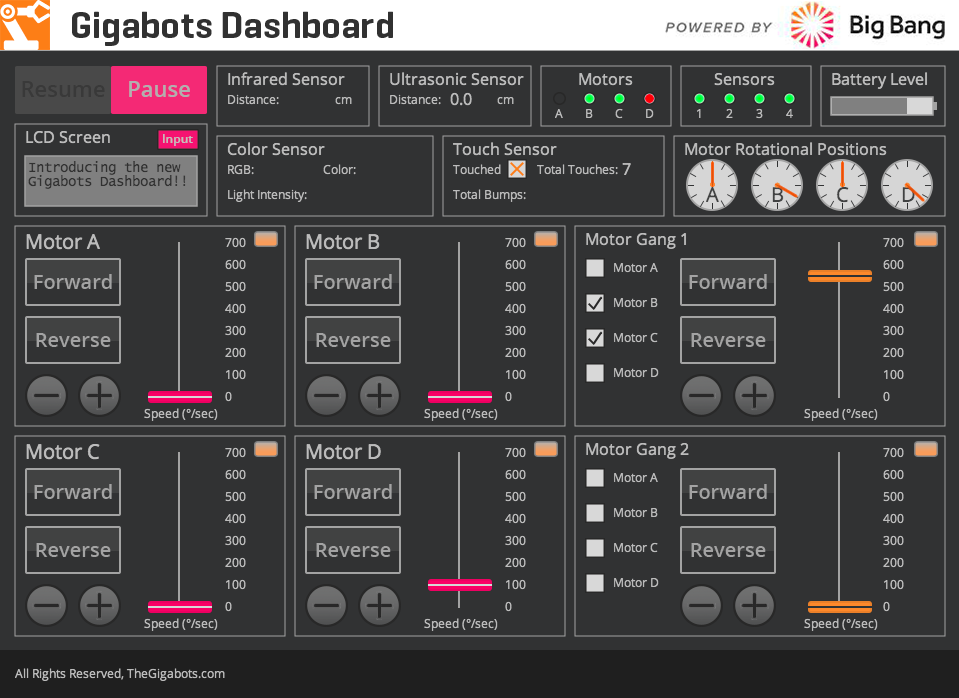 Gigabots Dashboard
POWERED BY Big Bang
Resume Pause
LCD Screen Input
Introducing the new
Gigabots Dashboard!!
Infrared Sensor
Distance: cm
Ultrasonic Sensor
Distance: 0.0 cm
Motors
A B C D
Sensors
1 2 3 4
Battery Level
Color Sensor
RGB: Color:
Light Intensity:
Touch Sensor
Touched Total Touches: 7
Total Bumps:
Motor Rotational Positions
A B C D
Motor A
Forward
Reverse
700
600
500
400
300
200
100
0
Speed (°/sec)
Motor B
Forward
Reverse
700
600
500
400
300
200
100
0
Speed (°/sec)
Motor Gang 1
Motor A
Motor B
Motor C
Motor D
Forward
Reverse
700
600
500
400
300
200
100
0
Speed (°/sec)
Motor C
Forward
Reverse
700
600
500
400
300
200
100
0
Speed (°/sec)
Motor D
Forward
Reverse
700
600
500
400
300
200
100
0
Speed (°/sec)
Motor Gang 2
Motor A
Motor B
Motor C
Motor D
Forward
Reverse
700
600
500
400
300
200
100
0
Speed (°/sec)
All Rights Reserved, TheGigabots.com